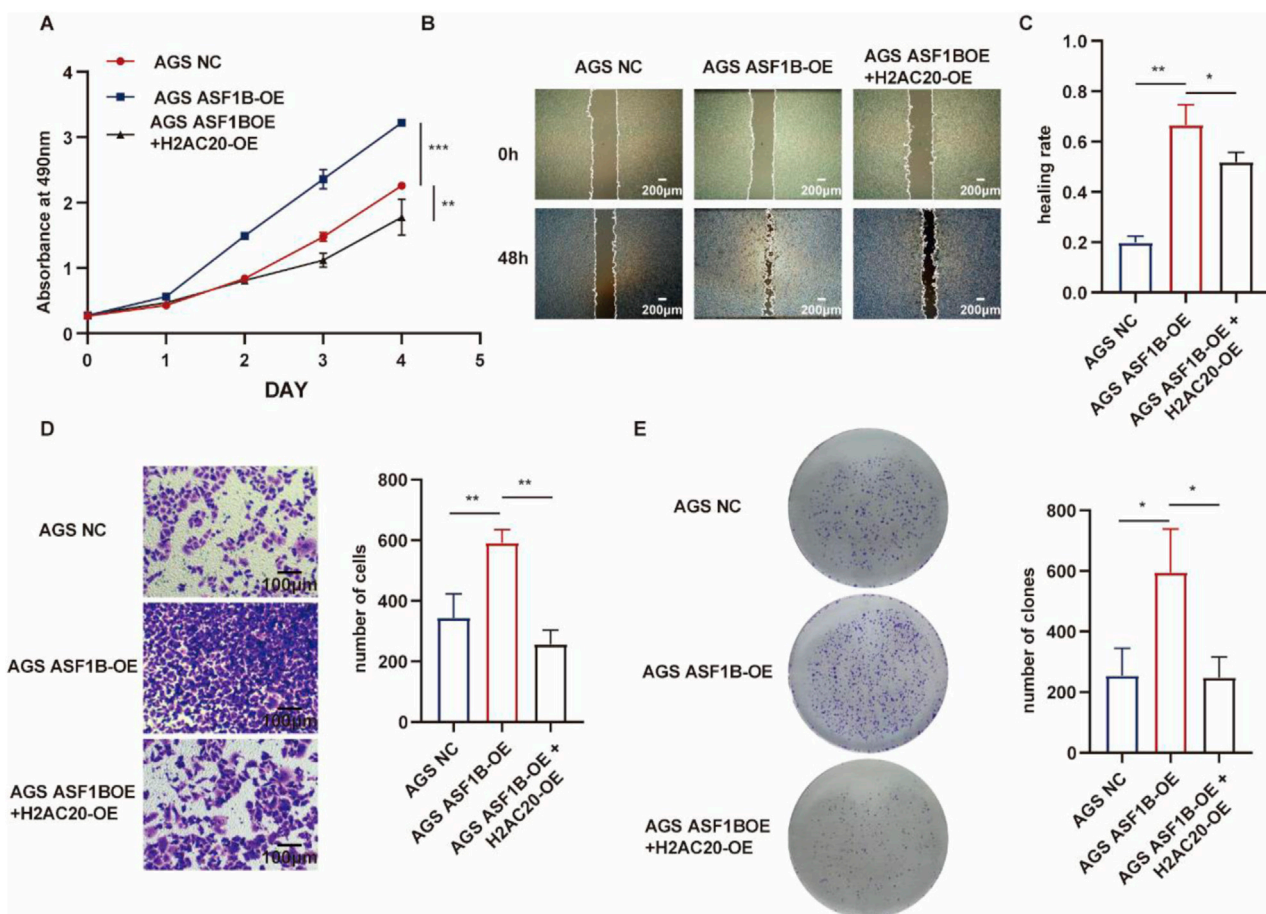 A
AGS NC
AGS ASF1B-OE
AGS ASF1BOE
+H2AC20-OE
Absorbance at 490nm
4
3
2
1
0
***
**
0
1
2
3
4
5
DAY
B
AGS NC
AGS ASF1B-OE
AGS ASF1BOE
+H2AC20-OE
0h
200μm
200μm
200μm
48h
200μm
200μm
200μm
C
healing rate
1.0
0.8
0.6
0.4
0.2
0.0
**
*
AGS NC
AGS ASF1B-OE
AGS ASF1B-OE +
H2AC20-OE
D
AGS NC
100μm
AGS ASF1B-OE
100μm
AGS ASF1BOE
+H2AC20-OE
100μm
number of cells
800
600
400
200
0
**
**
AGS NC
AGS ASF1B-OE
AGS ASF1B-OE +
H2AC20-OE
E
AGS NC
AGS ASF1B-OE
AGS ASF1BOE
+H2AC20-OE
number of clones
800
600
400
200
0
*
*
AGS NC
AGS ASF1B-OE
AGS ASF1B-OE +
H2AC20-OE